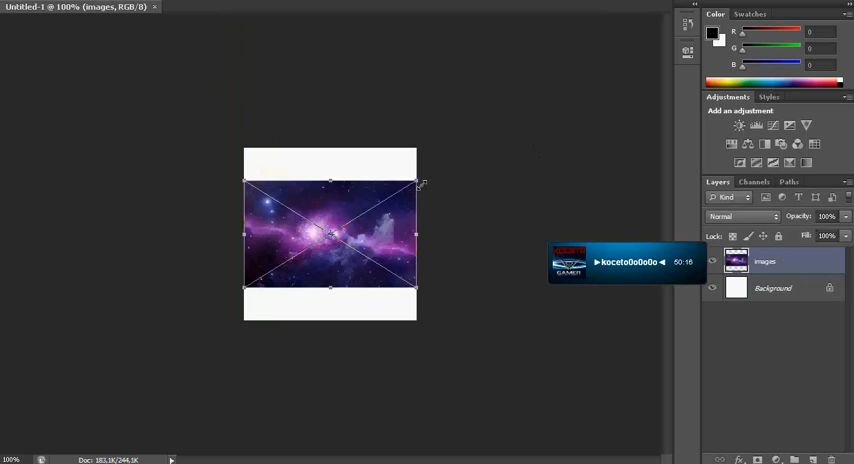 Untitled-1 @ 100% (images, RGB/8) ×
Color Swatches
R 0
G 0
B 0
Adjustments Styles
Add an adjustment
Layers Channels Paths
Kind
Normal Opacity: 100%
Lock: Fill: 100%
images
Background
KOCETO
GAMER
►koceto0o0o0o◄ 50:16
fx
100% Doc: 183,1K/244,1K